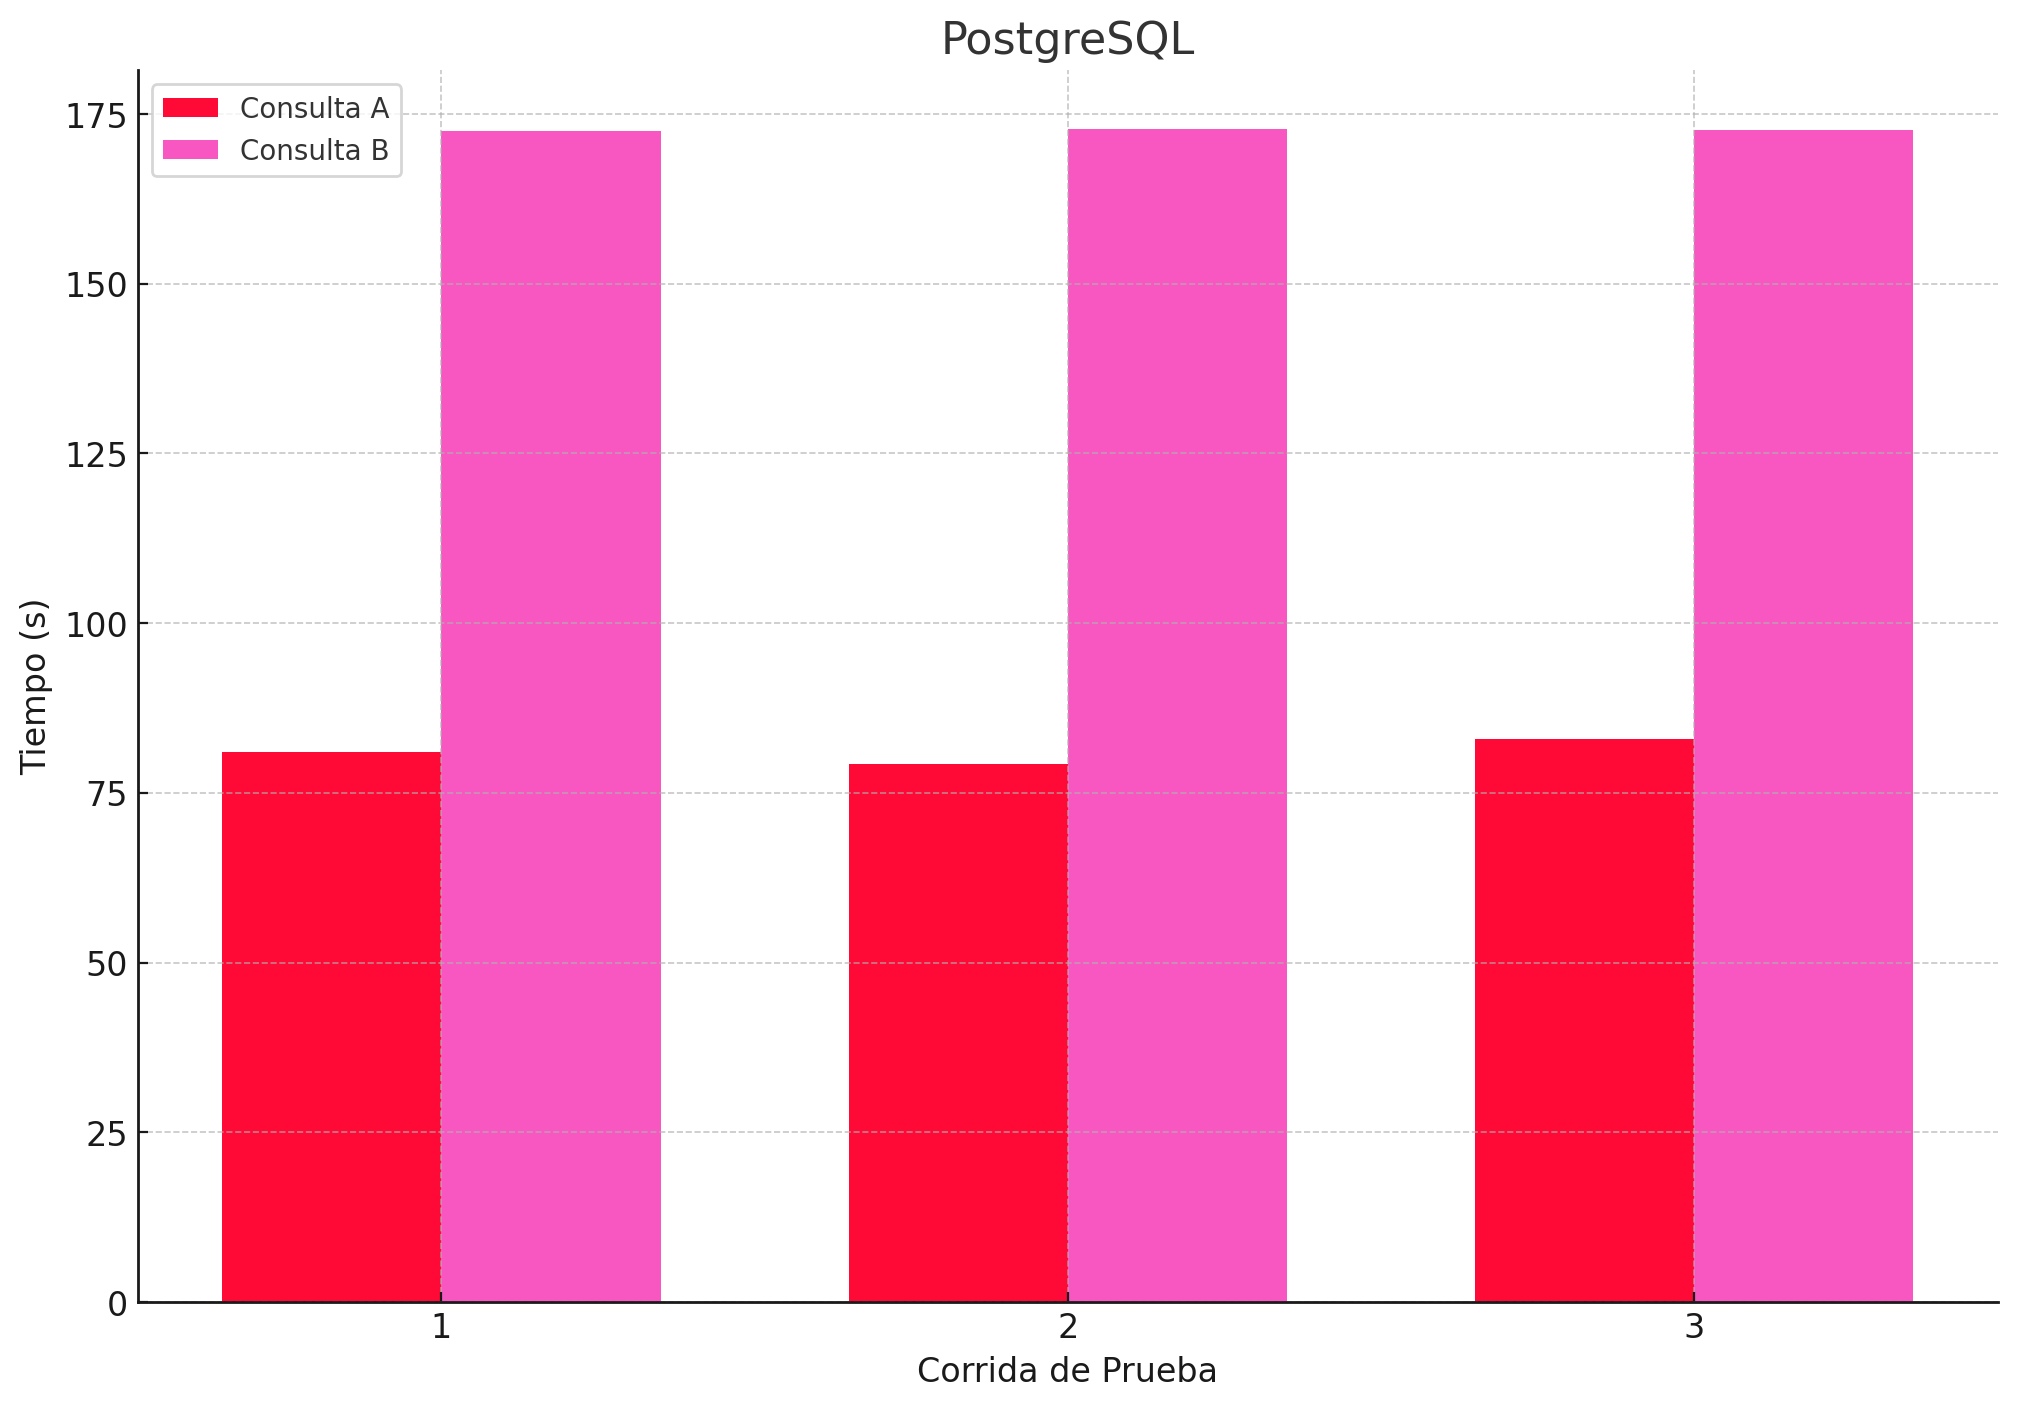 PostgreSQL
Consulta A
Consulta B
175
150
125
100
75
50
25
0
Tiempo (s)
1
2
3
Corrida de Prueba